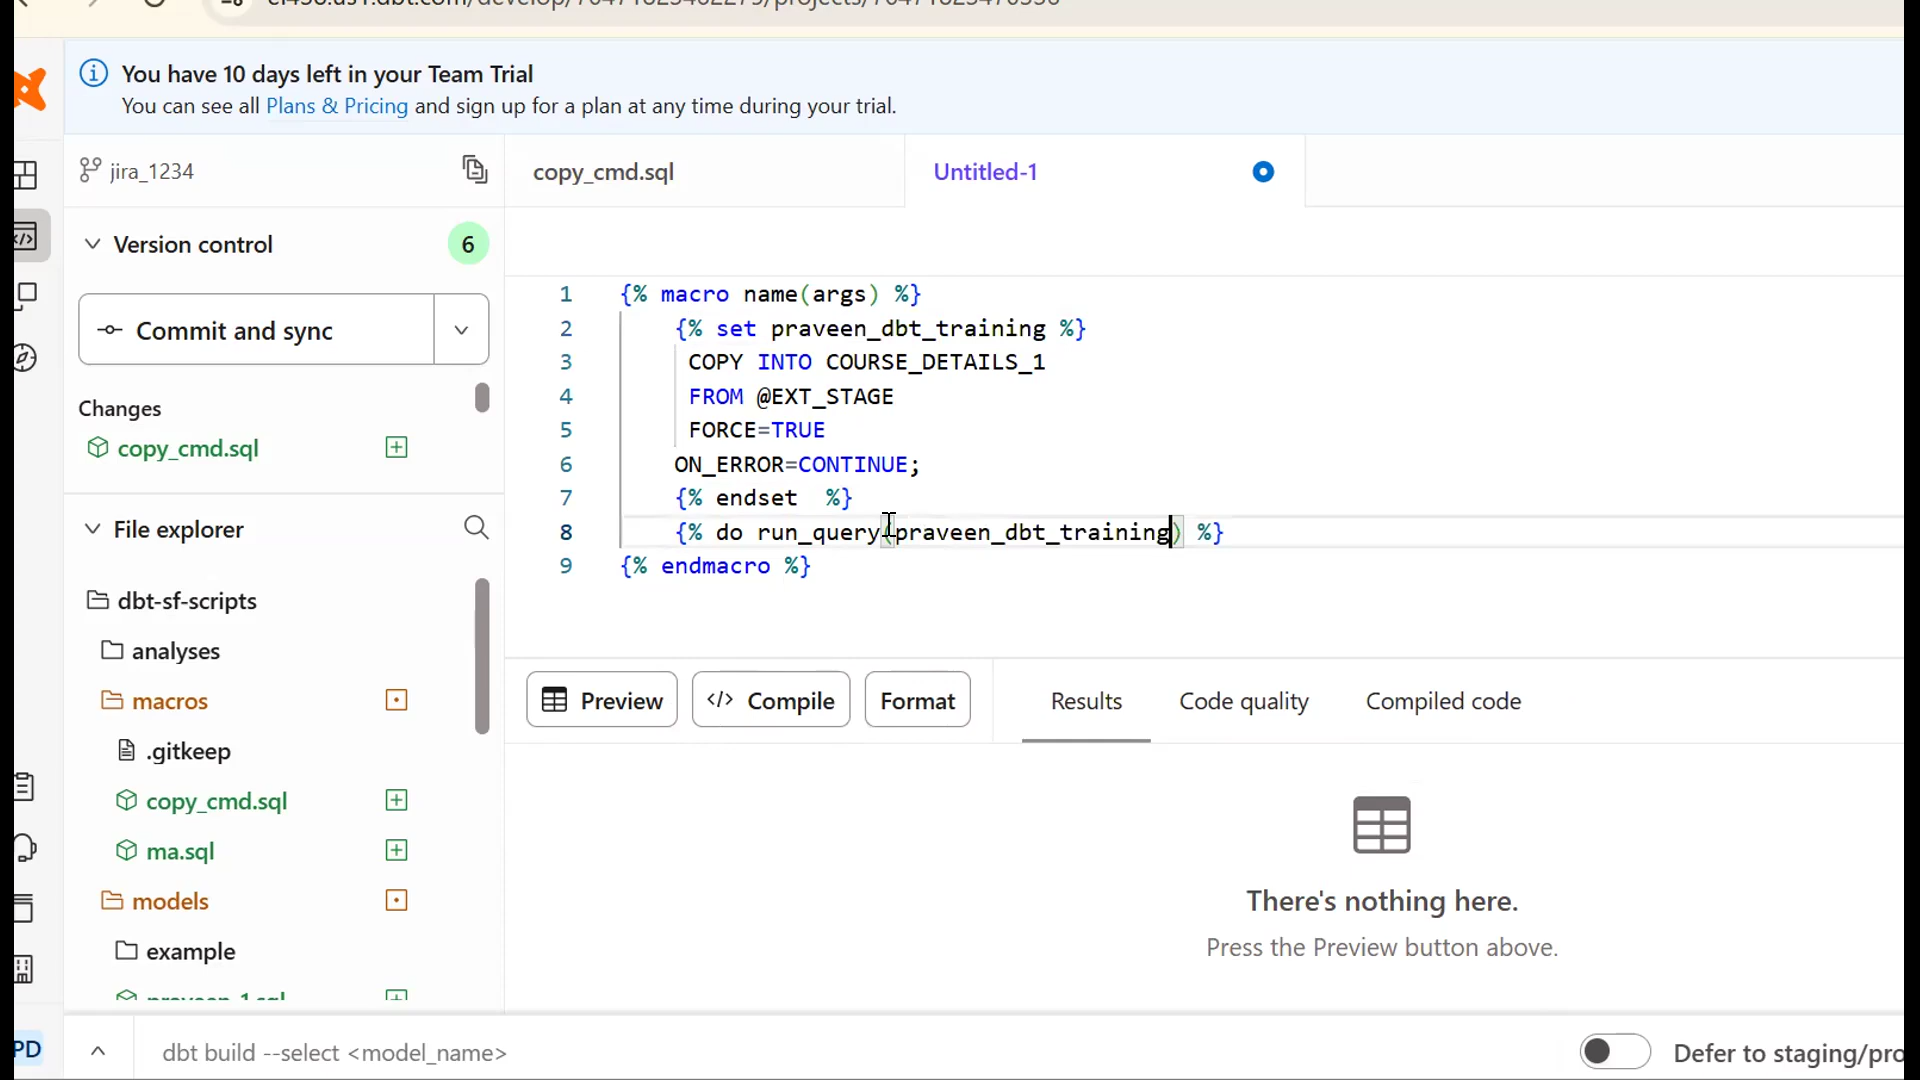 You have 10 days left in your Team Trial
You can see all Plans & Pricing and sign up for a plan at any time during your trial.
jira_1234
copy_cmd.sql
Untitled-1
Version control
6
Commit and sync
Changes
copy_cmd.sql
File explorer
dbt-sf-scripts
analyses
macros
.gitkeep
copy_cmd.sql
ma.sql
models
example
1 {% macro name(args) %}
2 {% set praveen_dbt_training %}
3 COPY INTO COURSE_DETAILS_1
4 FROM @EXT_STAGE
5 FORCE=TRUE
6 ON_ERROR=CONTINUE;
7 {% endset %}
8 {% do run_query(praveen_dbt_training) %}
9 {% endmacro %}
Preview
Compile
Format
Results
Code quality
Compiled code
There's nothing here.
Press the Preview button above.
PD
dbt build --select <model_name>
Defer to staging/pro